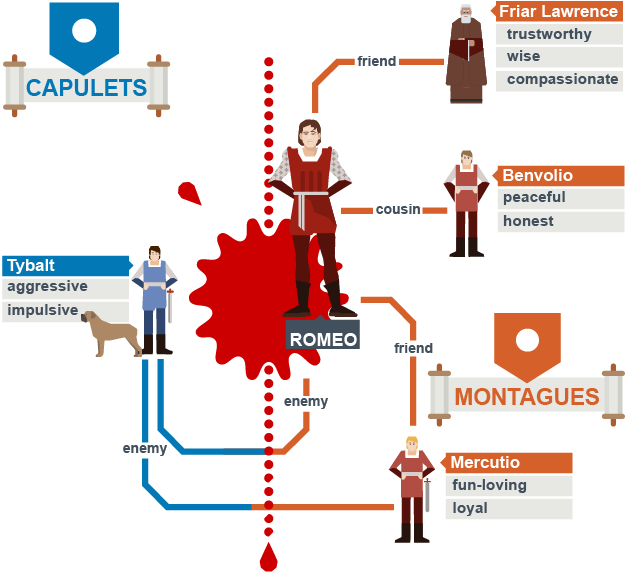 CAPULETS
friend
Friar Lawrence
trustworthy
wise
compassionate
cousin
Benvolio
peaceful
honest
Tybalt
aggressive
impulsive
ROMEO
friend
MONTAGUES
enemy
enemy
Mercutio
fun-loving
loyal